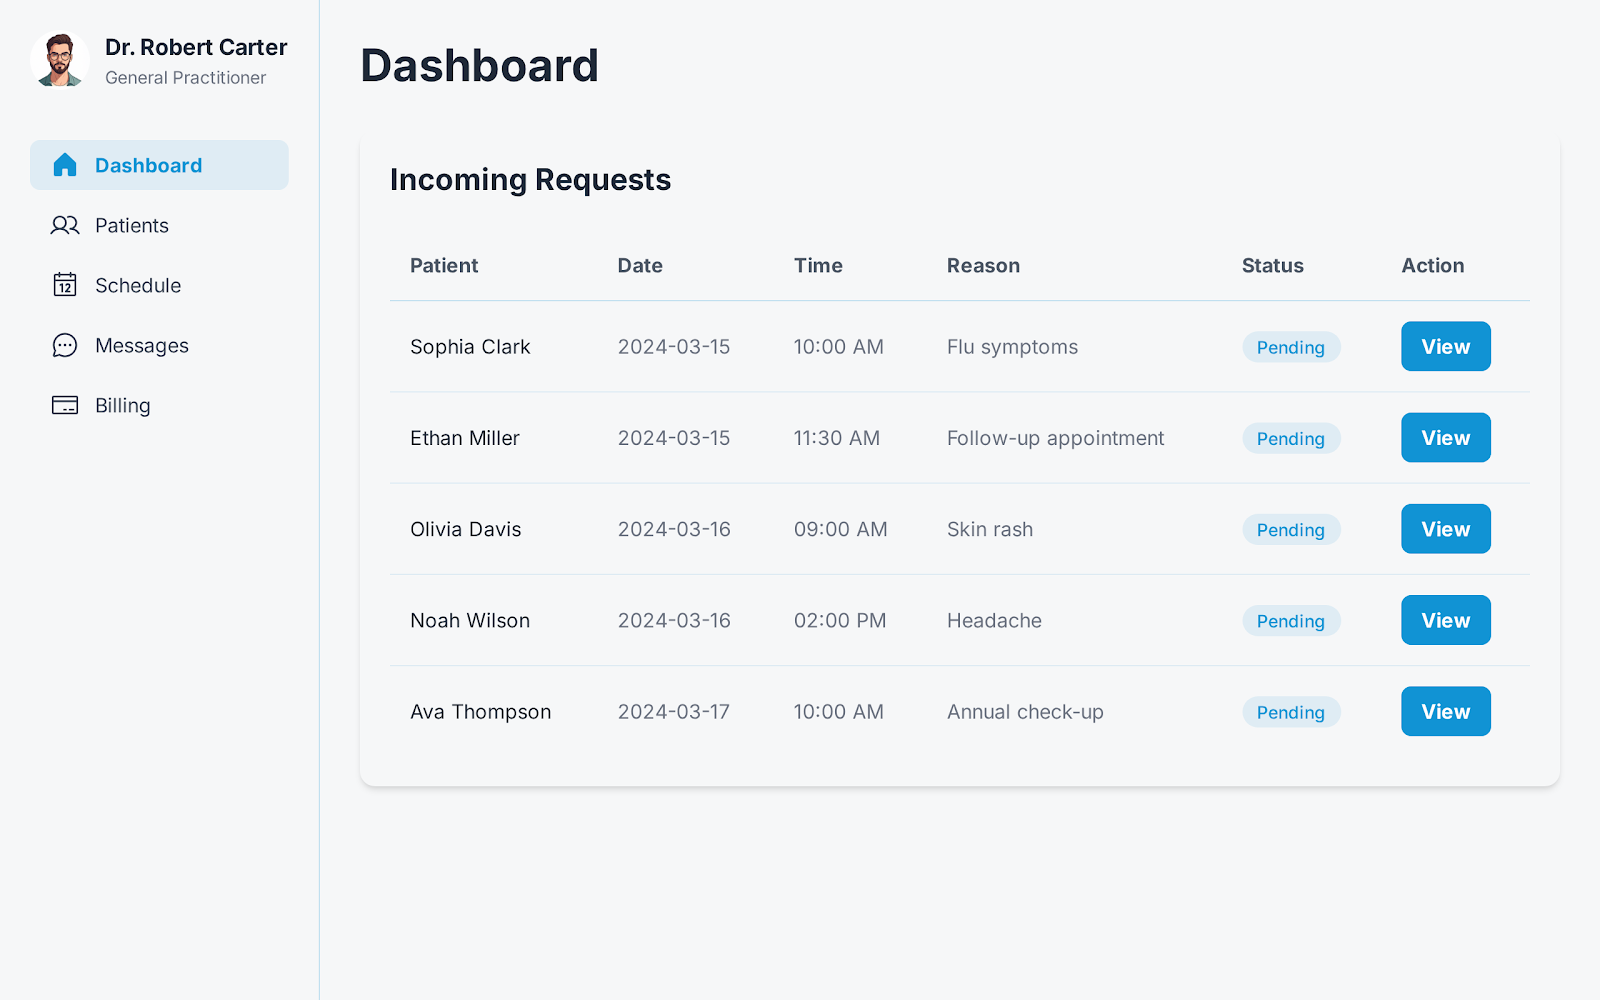 Dr. Robert Carter
General Practitioner
Dashboard
Patients
12
Schedule
Messages
Billing
Dashboard
Incoming Requests
Patient Date Time Reason Status Action
Sophia Clark 2024-03-15 10:00 AM Flu symptoms Pending View
Ethan Miller 2024-03-15 11:30 AM Follow-up appointment Pending View
Olivia Davis 2024-03-16 09:00 AM Skin rash Pending View
Noah Wilson 2024-03-16 02:00 PM Headache Pending View
Ava Thompson 2024-03-17 10:00 AM Annual check-up Pending View